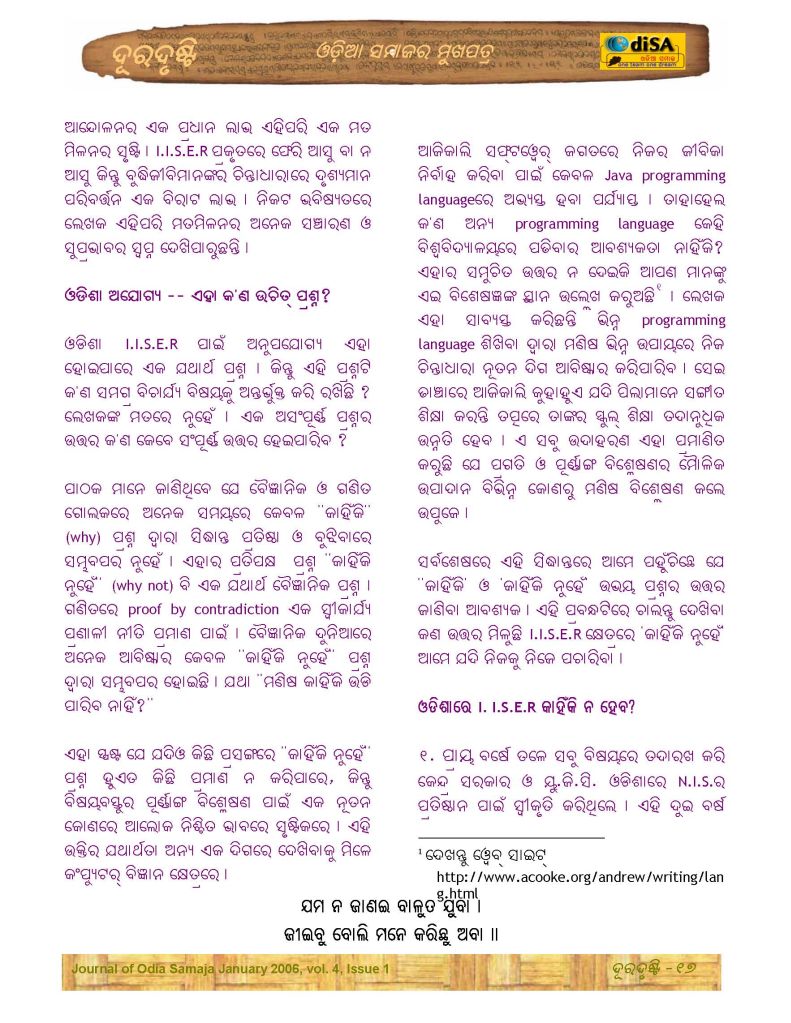 ଦୂରଦୃଷ୍ଟି
ଓଡ଼ିଆ ସମାଜର ମୁଖପତ୍ର
diSA
ଓଡ଼ିଆ ସମାଜ
one team one dream
ଆନ୍ଦୋଳନର ଏକ ପ୍ରଧାନ ଲାଭ ଏହିପରି ଏକ ମତ
ମିଳନର ସୃଷ୍ଟି । I.I.S.E.R ପ୍ରକୃତରେ ଫେରି ଆସୁ ବା ନ
ଆସୁ କିନ୍ତୁ ବୁଦ୍ଧିଜୀବିମାନଙ୍କର ଚିନ୍ତାଧାରାରେ ଦୃଶ୍ୟମାନ
ପରିବର୍ତ୍ତନ ଏକ ବିରାଟ ଲାଭ । ନିକଟ ଭବିଷ୍ୟତରେ
ଲେଖକ ଏହିପରି ମତମିଳନର ଅନେକ ସଞ୍ଚାରଣ ଓ
ସୁପ୍ରଭାବର ସ୍ୱପ୍ନ ଦେଖିପାରୁଛନ୍ତି ।
ଓଡିଶା ଅଯୋଗ୍ୟ -- ଏହା କ'ଣ ଉଚିତ୍ ପ୍ରଶ୍ନ?
ଓଡିଶା I.I.S.E.R ପାଇଁ ଅନୁପଯୋଗ୍ୟ ଏହା
ହୋଇପାରେ ଏକ ଯଥାର୍ଥ ପ୍ରଶ୍ନ । କିନ୍ତୁ ଏହି ପ୍ରଶ୍ନଟି
କ'ଣ ସମଗ୍ର ବିଚାର୍ଯ୍ୟ ବିଷୟକୁ ଅନ୍ତର୍ଭୁକ୍ତ କରି ରଖିଛି ?
ଲେଖକଙ୍କ ମତରେ ନୁହେଁ । ଏକ ଅସଂପୂର୍ଣ୍ଣ ପ୍ରଶ୍ନର
ଉତ୍ତର କ'ଣ କେବେ ସଂପୂର୍ଣ୍ଣ ଉତ୍ତର ହେଇପାରିବ ?
ପାଠକ ମାନେ ଜାଣିଥିବେ ଯେ ବୈଜ୍ଞାନିକ ଓ ଗଣିତ
ଗୋଲକରେ ଅନେକ ସମୟରେ କେବଳ "କାହିଁକି"
(why) ପ୍ରଶ୍ନ ଦ୍ୱାରା ସିଦ୍ଧାନ୍ତ ପ୍ରତିଷ୍ଠା ଓ ବୁଝିବାରେ
ସମ୍ଭବପର ନୁହେଁ । ଏହାର ପ୍ରତିପକ୍ଷ ପ୍ରଶ୍ନ "କାହିଁକି
ନୁହେଁ" (why not) ବି ଏକ ଯଥାର୍ଥ ବୈଜ୍ଞାନିକ ପ୍ରଶ୍ନ ।
ଗଣିତରେ proof by contradiction ଏକ ସ୍ୱୀକାର୍ଯ୍ୟ
ପ୍ରଣାଳୀ ନୀତି ପ୍ରମାଣ ପାଇଁ । ବୈଜ୍ଞାନିକ ଦୁନିଆରେ
ଅନେକ ଆବିଷ୍କାର କେବଳ "କାହିଁକି ନୁହେଁ" ପ୍ରଶ୍ନ
ଦ୍ୱାରା ସମ୍ଭବପର ହୋଇଛି । ଯଥା "ମଣିଷ କାହିଁକି ଉଡି
ପାରିବ ନାହିଁ?"
ଏହା ସ୍ପଷ୍ଟ ଯେ ଯଦିଓ କିଛି ପ୍ରସଙ୍ଗରେ "କାହିଁକି ନୁହେଁ"
ପ୍ରଶ୍ନ ହୁଏତ କିଛି ପ୍ରମାଣ ନ କରିପାରେ, କିନ୍ତୁ
ବିଷୟବସ୍ତୁର ପୂର୍ଣ୍ଣାଙ୍ଗ ବିଶ୍ଳେଷଣ ପାଇଁ ଏକ ନୂତନ
କୋଣରେ ଆଲୋକ ନିଶ୍ଚିତ ଭାବରେ ସୃଷ୍ଟିକରେ । ଏହି
ଉକ୍ତିର ଯଥାର୍ଥତା ଅନ୍ୟ ଏକ ଦିଗରେ ଦେଖିବାକୁ ମିଳେ
କଂପ୍ୟୁଟର୍ ବିଜ୍ଞାନ କ୍ଷେତ୍ରରେ ।
ଆଜିକାଲି ସଫ୍ଟୱେର୍ ଜଗତରେ ନିଜର ଜୀବିକା
ନିର୍ବାହ କରିବା ପାଇଁ କେବଳ Java programming
languageରେ ଅଭ୍ୟସ୍ତ ହବା ପର୍ଯ୍ୟାପ୍ତ । ତାହାହେଲ
କ'ଣ ଅନ୍ୟ programming language କେହି
ବିଶ୍ୱବିଦ୍ୟାଳୟରେ ପଢିବାର ଆବଶ୍ୟକତା ନାହିଁକି?
ଏହାର ସମୁଚିତ ଉତ୍ତର ନ ଦେଇକି ଆପଣ ମାନଙ୍କୁ
ଏଇ ବିଶେଷଜ୍ଞଙ୍କ ସ୍ଥାନ ଉଲ୍ଲେଖ କରୁଅଛି¹ । ଲେଖକ
ଏହା ସାବ୍ୟସ୍ତ କରିଛନ୍ତି ଭିନ୍ନ programming
language ଶିଖିବା ଦ୍ୱାରା ମଣିଷ ଭିନ୍ନ ଉପାୟରେ ନିଜ
ଚିନ୍ତାଧାରା ନୂତନ ଦିଗ ଆବିଷ୍କାର କରିପାରିବ । ସେଇ
ଢାଞ୍ଚାରେ ଆଜିକାଲି କୁହାହୁଏ ଯଦି ପିଲାମାନେ ସଙ୍ଗୀତ
ଶିକ୍ଷା କରନ୍ତି ତପ୍ରରେ ତାଙ୍କର ସ୍କୁଲ୍ ଶିକ୍ଷା ତଦାନୁଧିକ
ଉନ୍ନତି ହେବ । ଏ ସବୁ ଉଦାହରଣ ଏହା ପ୍ରମାଣିତ
କରୁଛି ଯେ ପ୍ରଗତି ଓ ପୂର୍ଣ୍ଣାଙ୍ଗ ବିଶ୍ଳେଷଣର ମୌଳିକ
ଉପାଦାନ ବିଭିନ୍ନ କୋଣରୁ ମଣିଷ ବିଶ୍ଳେଷଣ କଲେ
ଉପୁଜେ ।
ସର୍ବଶେଷରେ ଏହି ସିଦ୍ଧାନ୍ତରେ ଆମେ ପହୁଁଚିଛେ ଯେ
"କାହିଁକି' ଓ 'କାହିଁକି ନୁହେଁ' ଉଭୟ ପ୍ରଶ୍ନର ଉତ୍ତର
ଜାଣିବା ଆବଶ୍ୟକ । ଏହି ପ୍ରବନ୍ଧଟିରେ ଚାଲନ୍ତୁ ଦେଖିବା
କଣ ଉତ୍ତର ମିଳୁଛି I.I.S.E.R କ୍ଷେତରେ 'କାହିଁକି ନୁହେଁ'
ଆମେ ଯଦି ନିଜକୁ ନିଜେ ପଚାରିବା ।
ଓଡିଶାରେ I. I.S.E.R କାହିଁକି ନ ହେବ?
୧. ପ୍ରାୟ ବର୍ଷେ ତଳେ ସବୁ ବିଷୟରେ ତଦାରଖ କରି
କେନ୍ଦ୍ର ସରକାର ଓ ୟୁ.ଜି.ସି. ଓଡିଶାରେ N.I.S.ର
ପ୍ରତିଷ୍ଠାନ ପାଇଁ ସ୍ୱୀକୃତି କରିଥିଲେ । ଏହି ଦୁଇ ବର୍ଷ
¹ ଦେଖନ୍ତୁ ୱେବ୍ ସାଇଟ୍
http://www.acooke.org/andrew/writing/lan
g.html
ଯମ ନ ଜାଣଇ ବାଳୁତ ଯୁବା ।
ଜୀଇବୁ ବୋଲି ମନେ କରିଛୁ ଅବା ॥
Journal of Odia Samaja January 2006, vol. 4, Issue 1
ଦୂରଦୃଷ୍ଟି - ୧୭